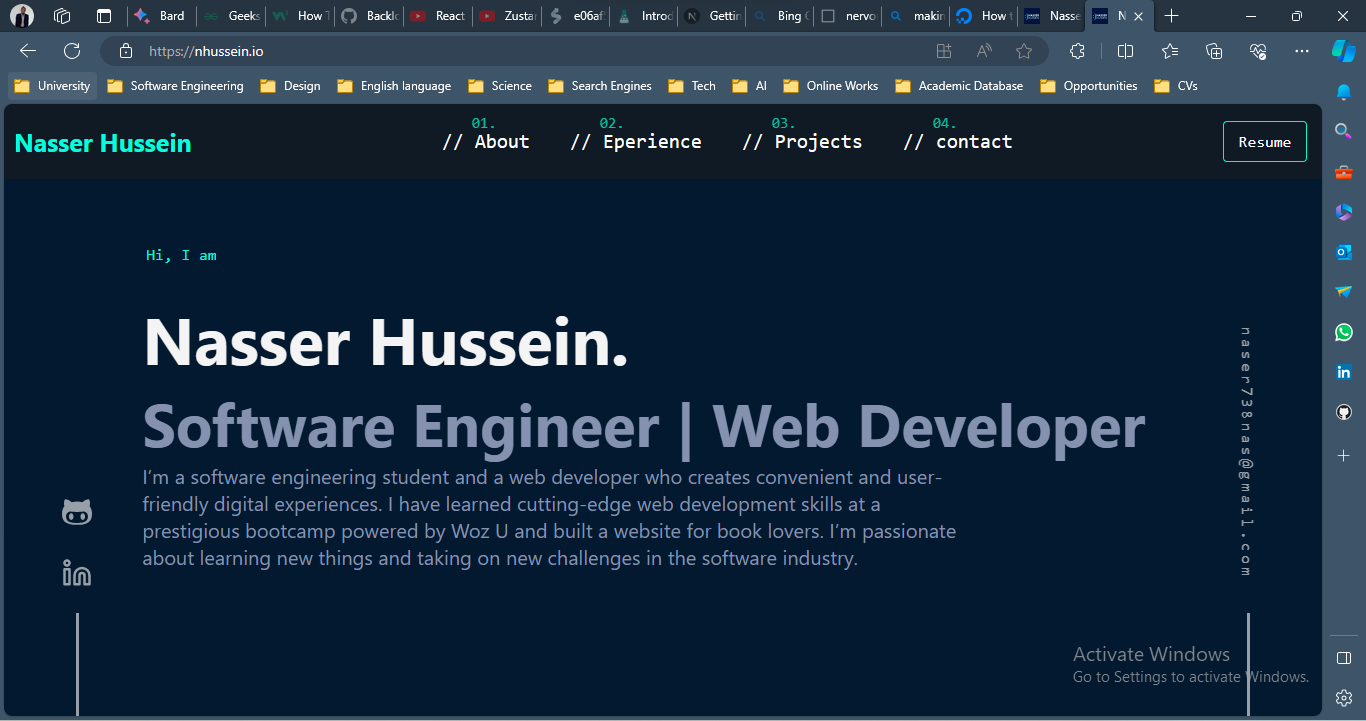 Bard
Geeks
How T
Backlo
React
Zusta
e06af
Introd
Gettin
Bing C
nervo
makin
How t
Nasse
N
https://nhussein.io
University
Software Engineering
Design
English language
Science
Search Engines
Tech
AI
Online Works
Academic Database
Opportunities
CVs
Nasser Hussein
01.
// About
02.
// Eperience
03.
// Projects
04.
// contact
Resume
Hi, I am
Nasser Hussein.
Software Engineer | Web Developer
I’m a software engineering student and a web developer who creates convenient and user-
friendly digital experiences. I have learned cutting-edge web development skills at a
prestigious bootcamp powered by Woz U and built a website for book lovers. I’m passionate
about learning new things and taking on new challenges in the software industry.
naser738nas@gmail.com
Activate Windows
Go to Settings to activate Windows.